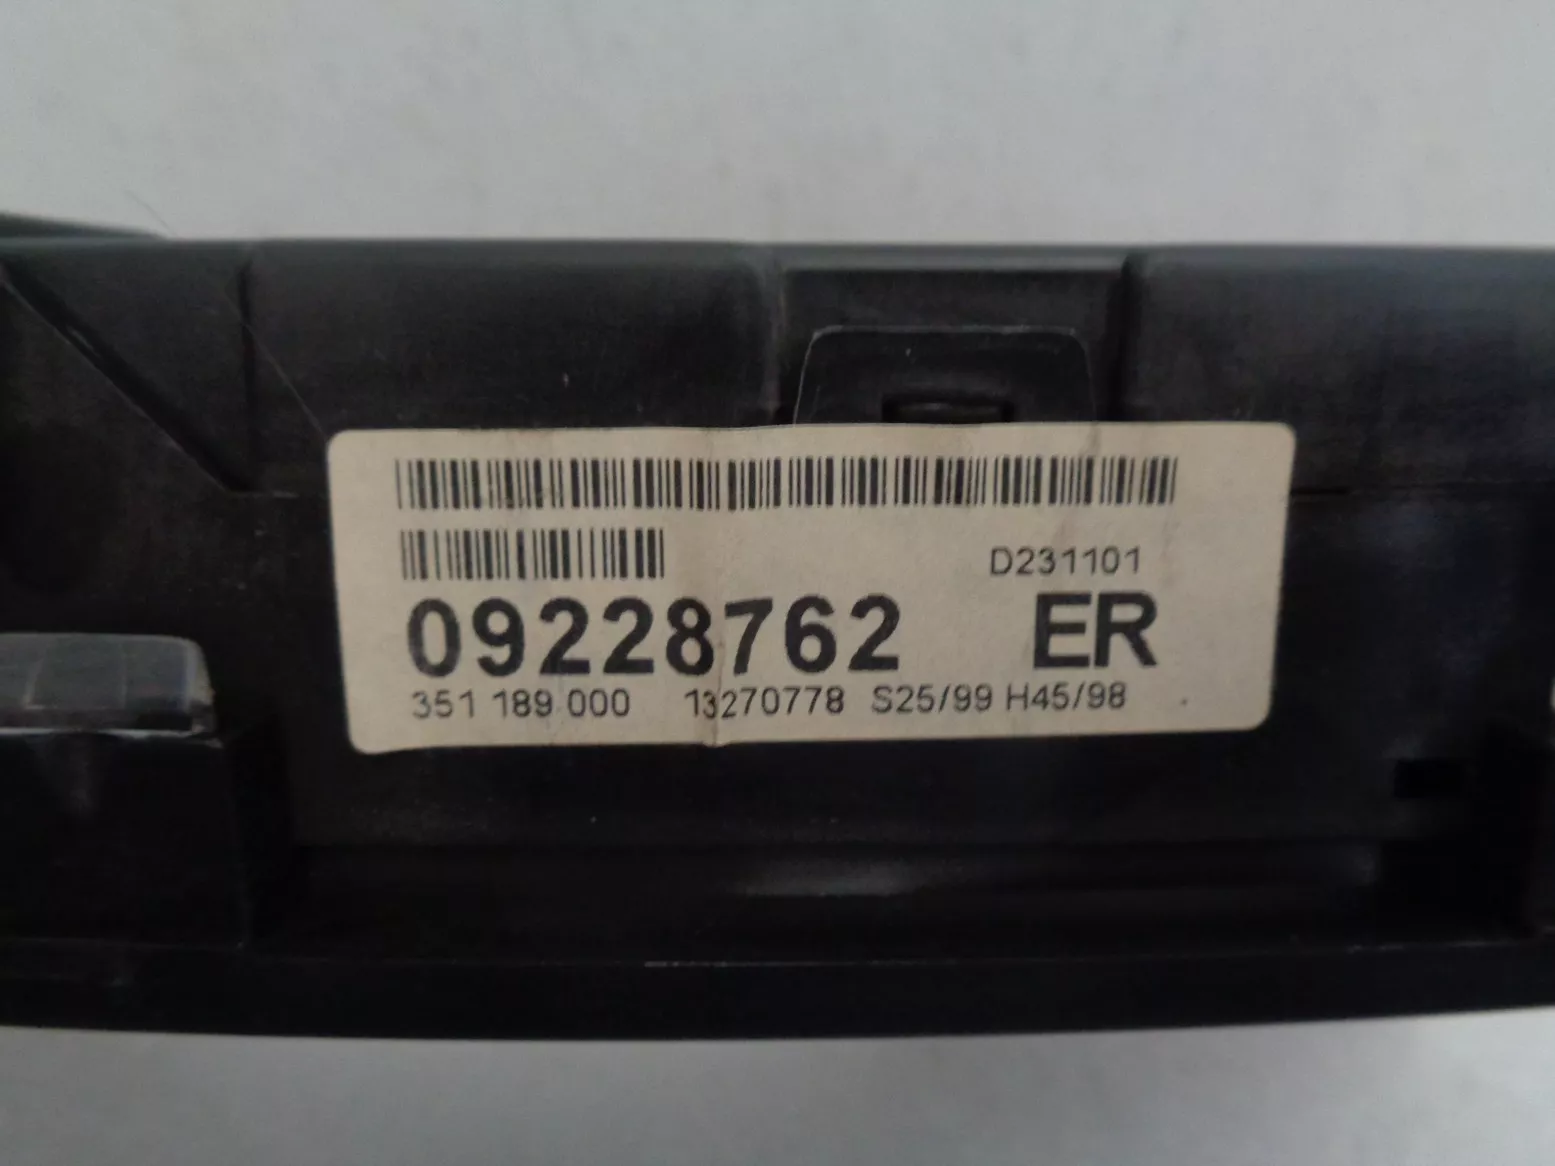 D231101
09228762 ER
351 189 000 13270778 S25/99 H45/98